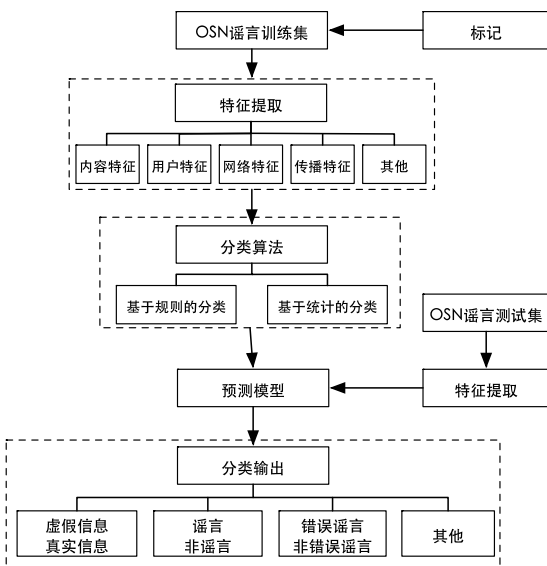 OSN谣言训练集
标记
特征提取
内容特征
用户特征
网络特征
传播特征
其他
分类算法
基于规则的分类
基于统计的分类
OSN谣言测试集
预测模型
特征提取
分类输出
虚假信息
真实信息
谣言
非谣言
错误谣言
非错误谣言
其他